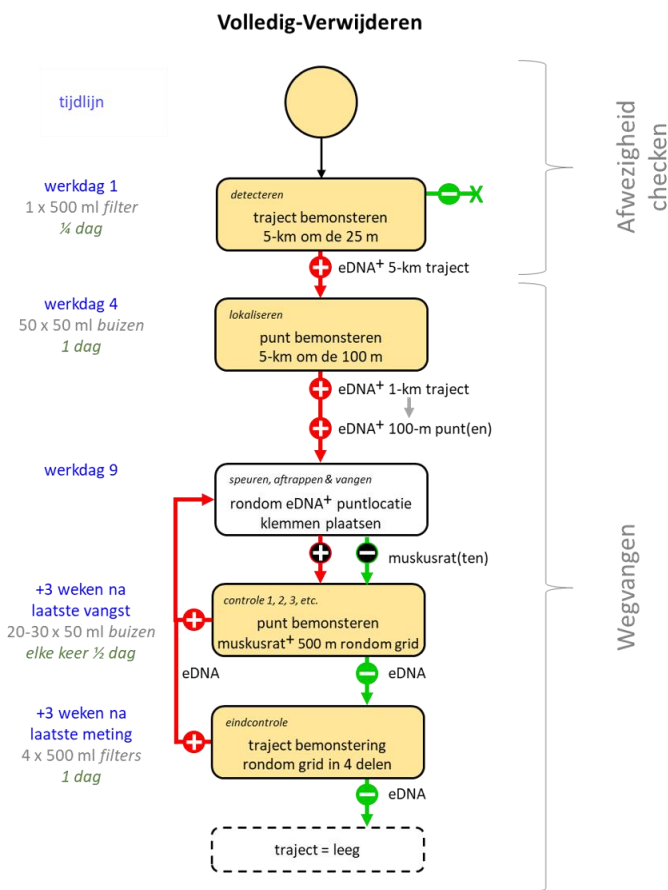 Volledig-Verwijderen
tijdlijn
Afwezigheid
checken
werkdag 1
1 x 500 ml filter
¼ dag
detecteren
traject bemonsteren
5-km om de 25 m
− X
+ eDNA⁺ 5-km traject
werkdag 4
50 x 50 ml buizen
1 dag
lokaliseren
punt bemonsteren
5-km om de 100 m
+ eDNA⁺ 1-km traject
+ eDNA⁺ 100-m punt(en)
werkdag 9
speuren, aftrappen & vangen
rondom eDNA⁺ puntlocatie
klemmen plaatsen
+ − muskusrat(ten)
Wegvangen
+3 weken na
laatste vangst
20-30 x 50 ml buizen
elke keer ½ dag
+
controle 1, 2, 3, etc.
punt bemonsteren
muskusrat⁺ 500 m rondom grid
eDNA
− eDNA
+3 weken na
laatste meting
4 x 500 ml filters
1 dag
+
eindcontrole
traject bemonstering
rondom grid in 4 delen
− eDNA
traject = leeg